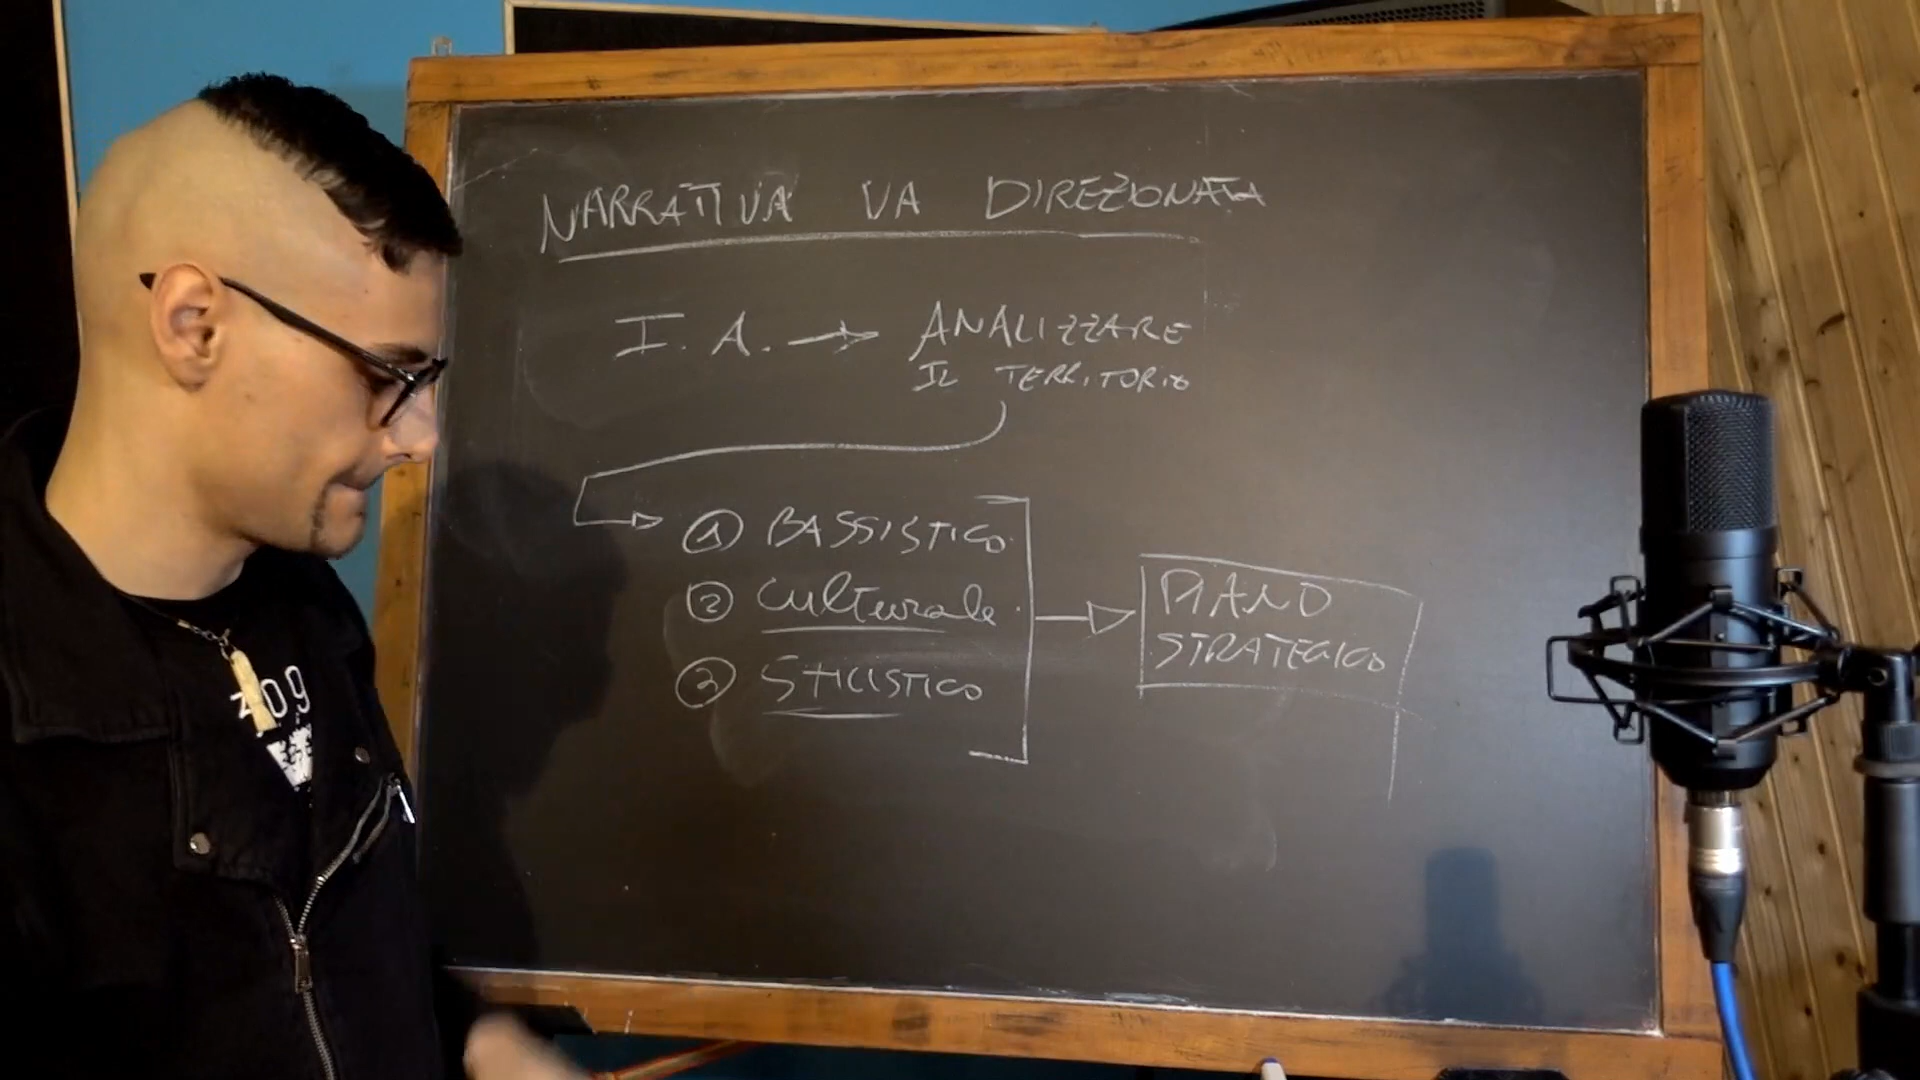 NARRATIVA VA DIREZIONATA
I. A. → ANALIZZARE
IL TERRITORIO
① BASSISTICO
② Culturale
③ STILISTICO
PIANO
STRATEGICO